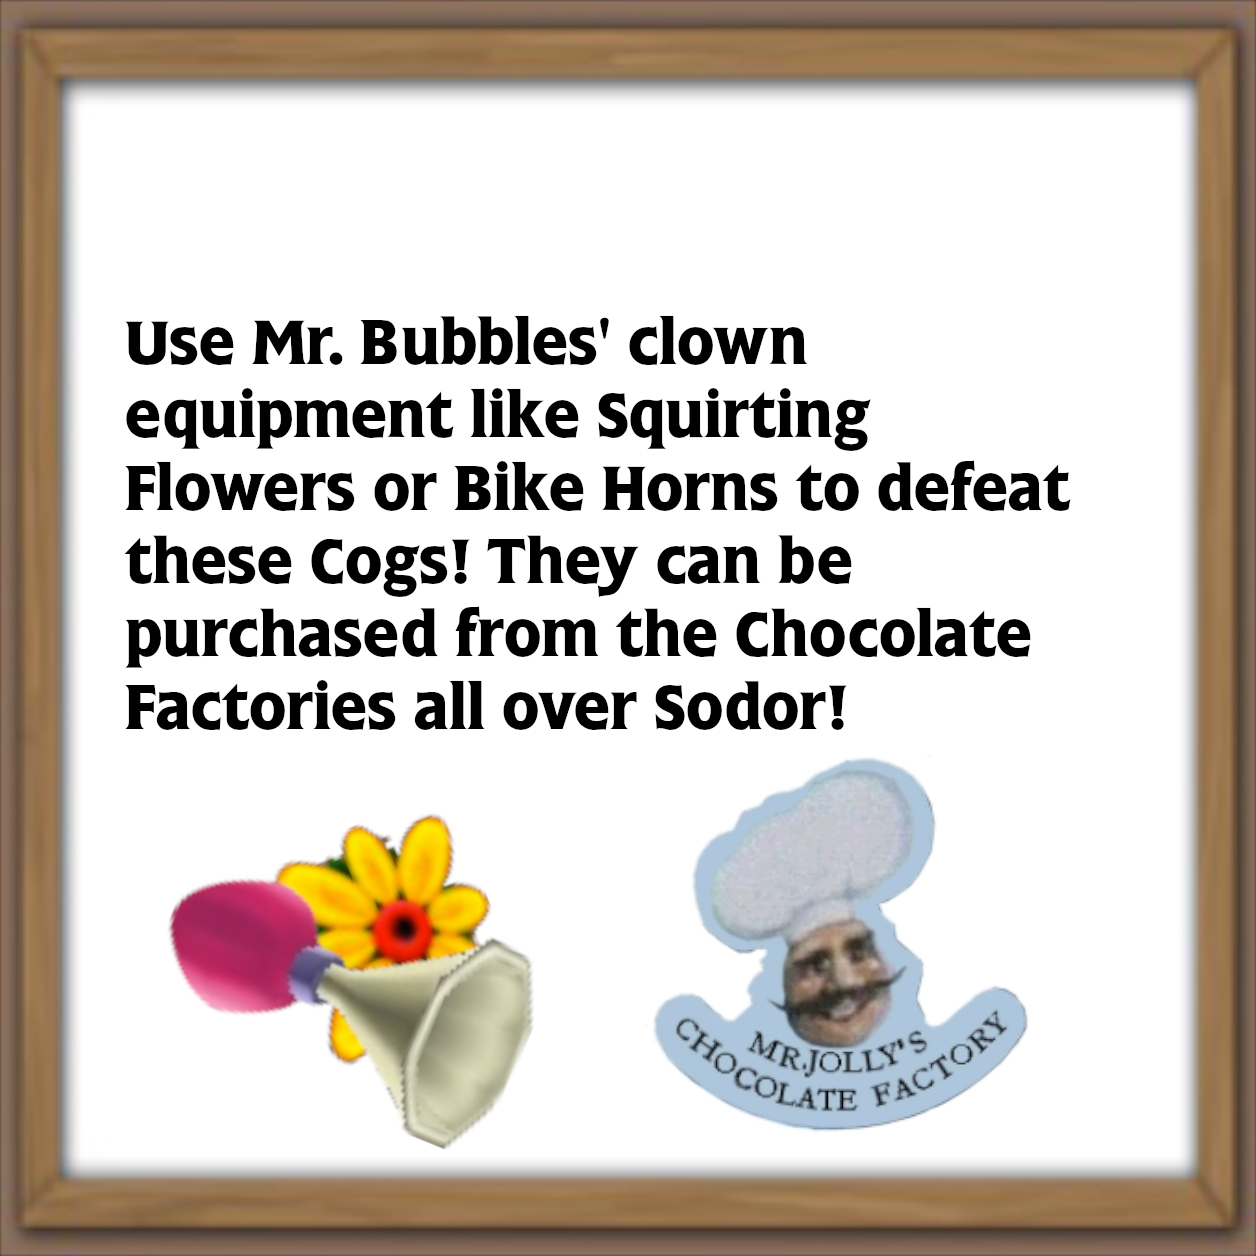 Use Mr. Bubbles' clown
equipment like Squirting
Flowers or Bike Horns to defeat
these Cogs! They can be
purchased from the Chocolate
Factories all over Sodor!
MR.JOLLY'S
CHOCOLATE FACTORY